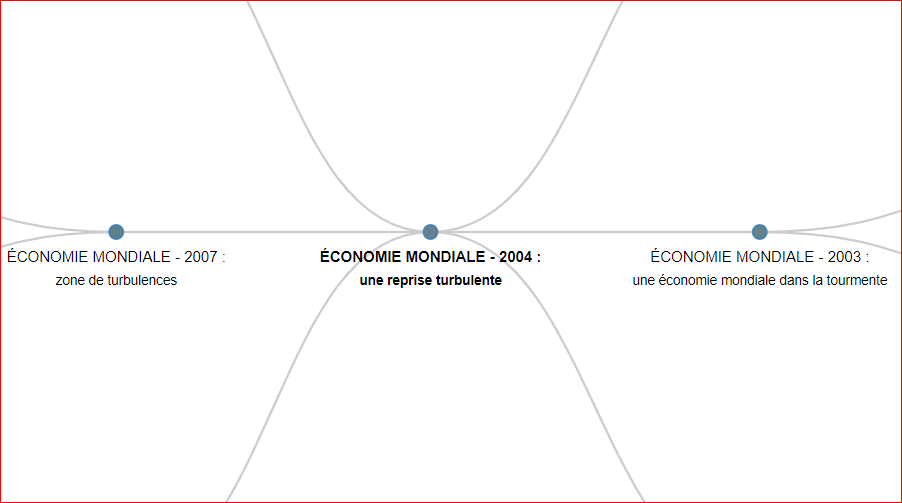 ÉCONOMIE MONDIALE - 2007 :
zone de turbulences
ÉCONOMIE MONDIALE - 2004 :
une reprise turbulente
ÉCONOMIE MONDIALE - 2003 :
une économie mondiale dans la tourmente